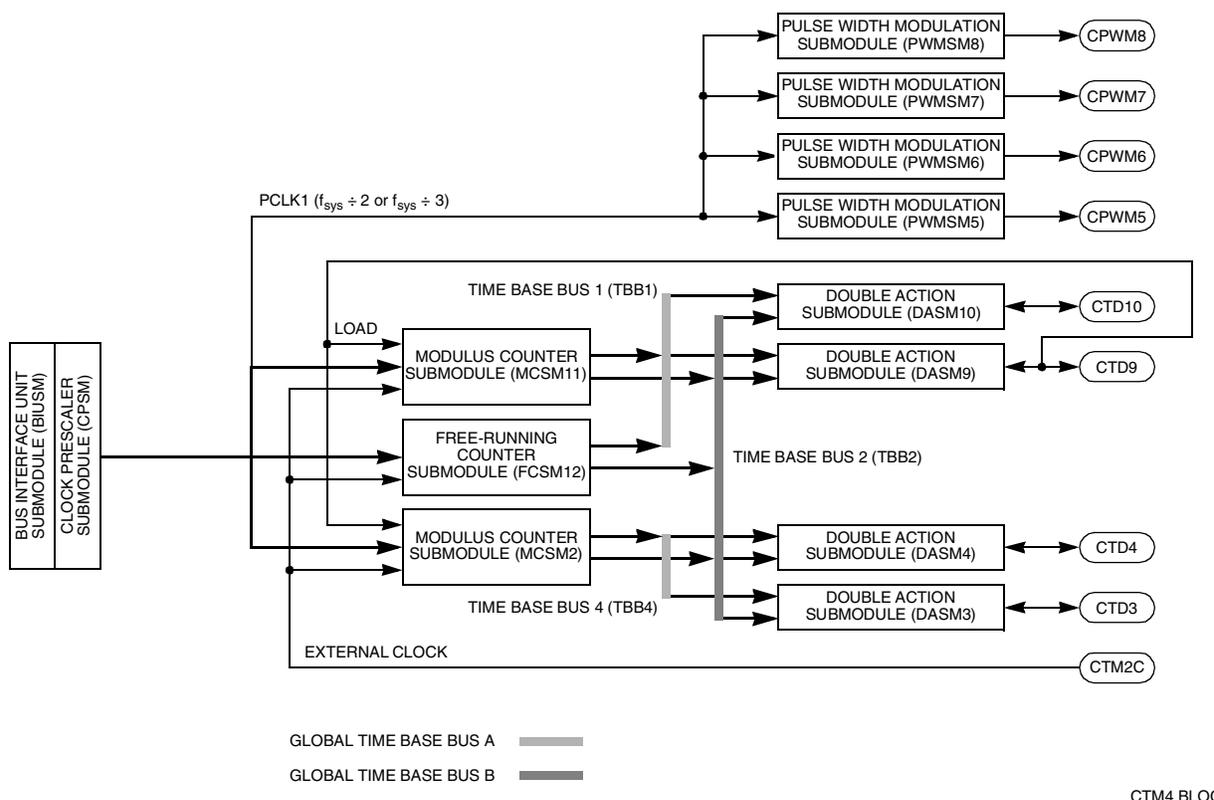 PULSE WIDTH MODULATION
SUBMODULE (PWMSM8)
CPWM8
PULSE WIDTH MODULATION
SUBMODULE (PWMSM7)
CPWM7
PULSE WIDTH MODULATION
SUBMODULE (PWMSM6)
CPWM6
PCLK1 (fsys ÷ 2 or fsys ÷ 3)
PULSE WIDTH MODULATION
SUBMODULE (PWMSM5)
CPWM5
TIME BASE BUS 1 (TBB1)
DOUBLE ACTION
SUBMODULE (DASM10)
CTD10
LOAD
MODULUS COUNTER
SUBMODULE (MCSM11)
DOUBLE ACTION
SUBMODULE (DASM9)
CTD9
BUS INTERFACE UNIT
SUBMODULE (BIUSM)
CLOCK PRESCALER
SUBMODULE (CPSM)
FREE-RUNNING
COUNTER
SUBMODULE (FCSM12)
TIME BASE BUS 2 (TBB2)
MODULUS COUNTER
SUBMODULE (MCSM2)
DOUBLE ACTION
SUBMODULE (DASM4)
CTD4
TIME BASE BUS 4 (TBB4)
DOUBLE ACTION
SUBMODULE (DASM3)
CTD3
EXTERNAL CLOCK
CTM2C
GLOBAL TIME BASE BUS A
GLOBAL TIME BASE BUS B
CTM4